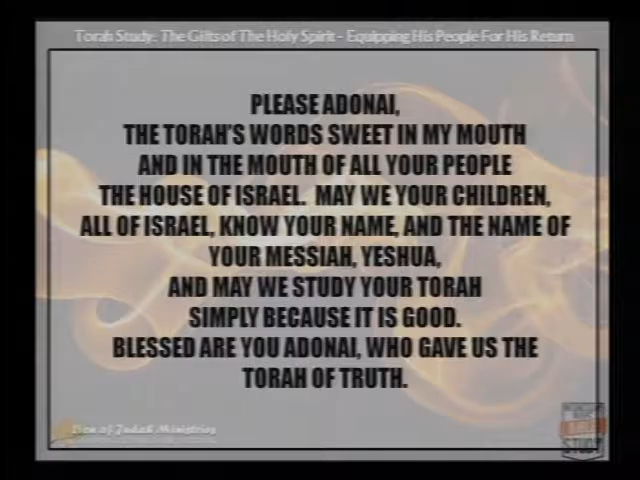 Torah Study: The Gifts of The Holy Spirit - Equipping His People For His Return
PLEASE ADONAI,
THE TORAH'S WORDS SWEET IN MY MOUTH
AND IN THE MOUTH OF ALL YOUR PEOPLE
THE HOUSE OF ISRAEL. MAY WE YOUR CHILDREN,
ALL OF ISRAEL, KNOW YOUR NAME, AND THE NAME OF
YOUR MESSIAH, YESHUA,
AND MAY WE STUDY YOUR TORAH
SIMPLY BECAUSE IT IS GOOD.
BLESSED ARE YOU ADONAI, WHO GAVE US THE
TORAH OF TRUTH.
Lion of Judah Ministries
STUDY